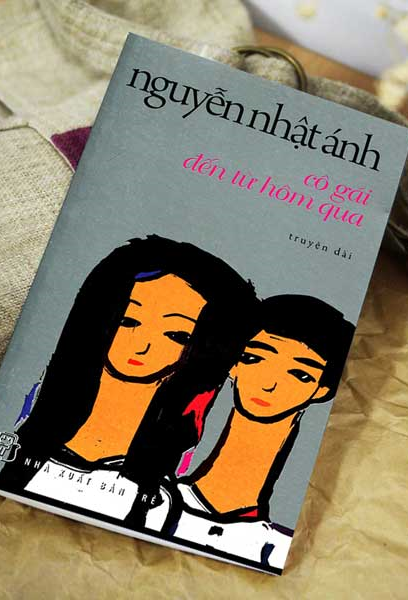 nguyễn nhật ánh
cô gái
đến từ hôm qua
truyện dài
NHÀ XUẤT BẢN TRẺ